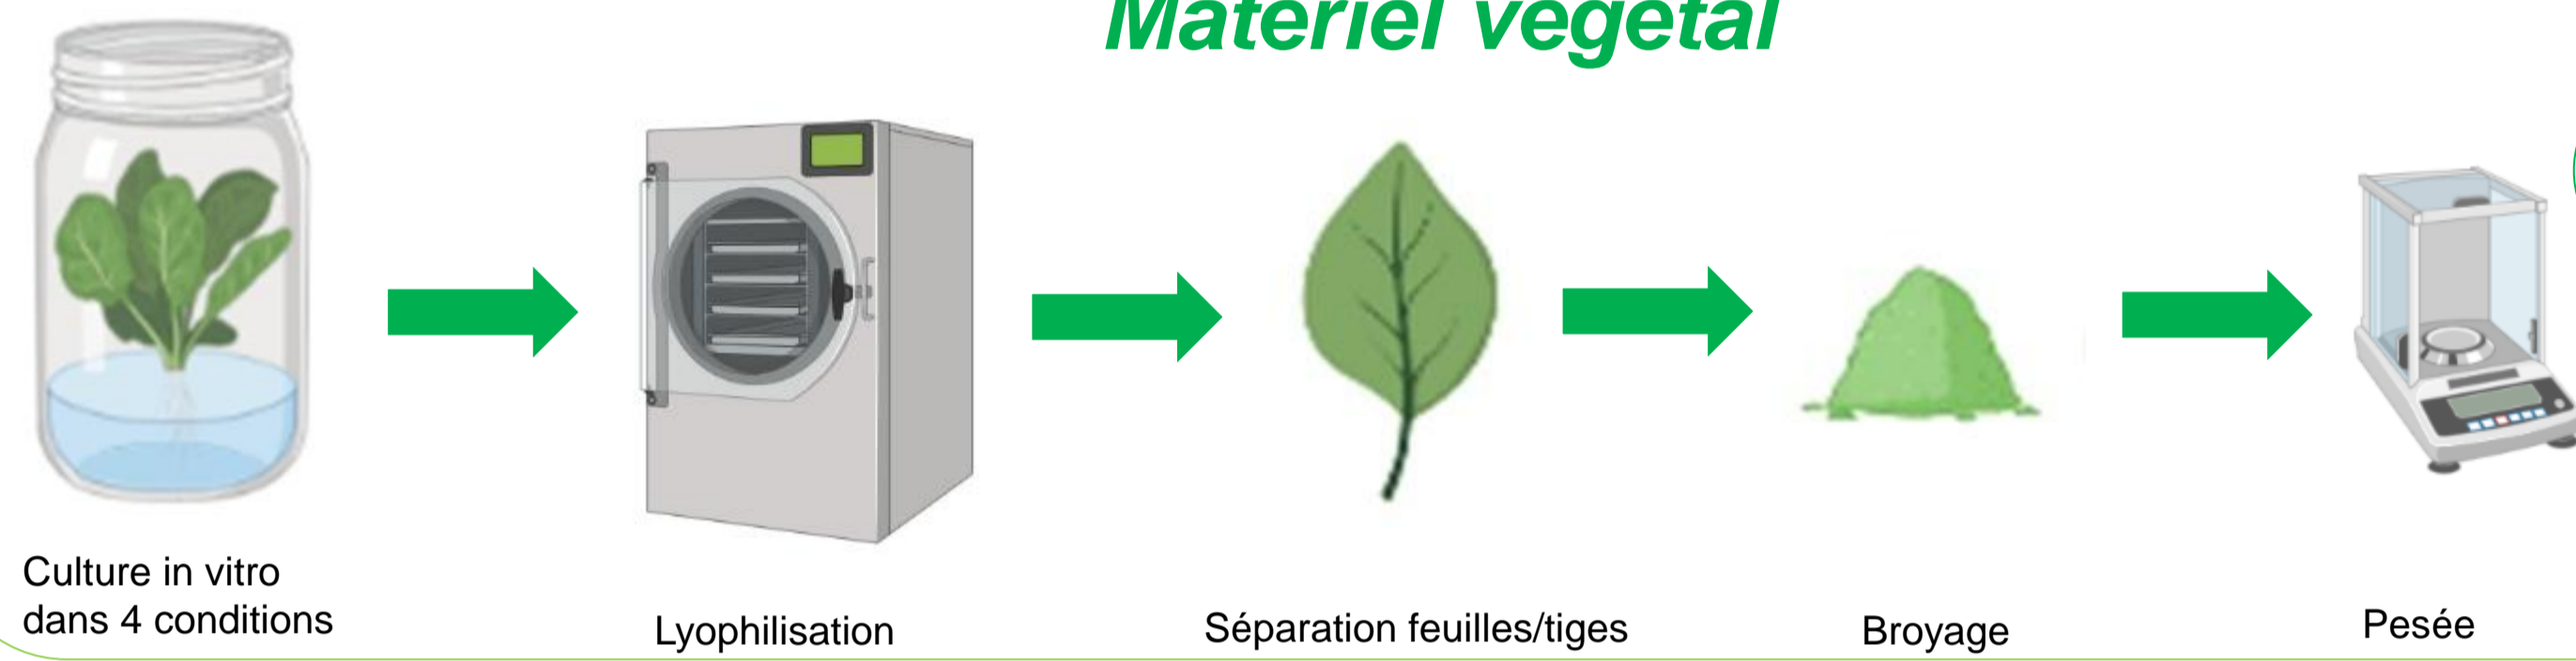 Matériel végétal
Culture in vitro
dans 4 conditions
Lyophilisation
Séparation feuilles/tiges
Broyage
Pesée